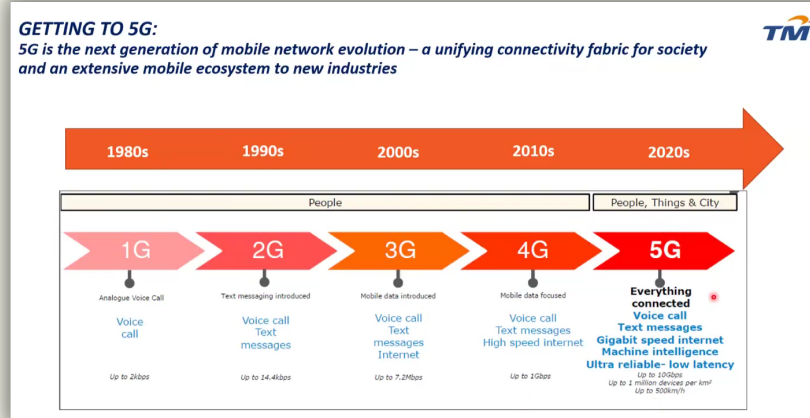 GETTING TO 5G:
5G is the next generation of mobile network evolution – a unifying connectivity fabric for society
and an extensive mobile ecosystem to new industries
TM
1980s
1990s
2000s
2010s
2020s
People
People, Things & City
1G
2G
3G
4G
5G
Analogue Voice Call
Voice
call
Up to 2kbps
Text messaging introduced
Voice call
Text
messages
Up to 14.4kbps
Mobile data introduced
Voice call
Text
messages
Internet
Up to 7.2Mbps
Mobile data focused
Voice call
Text messages
High speed internet
Up to 1Gbps
Everything
connected
Voice call
Text messages
Gigabit speed internet
Machine intelligence
Ultra reliable- low latency
Up to 10Gbps
Up to 1 million devices per km²
Up to 500km/h